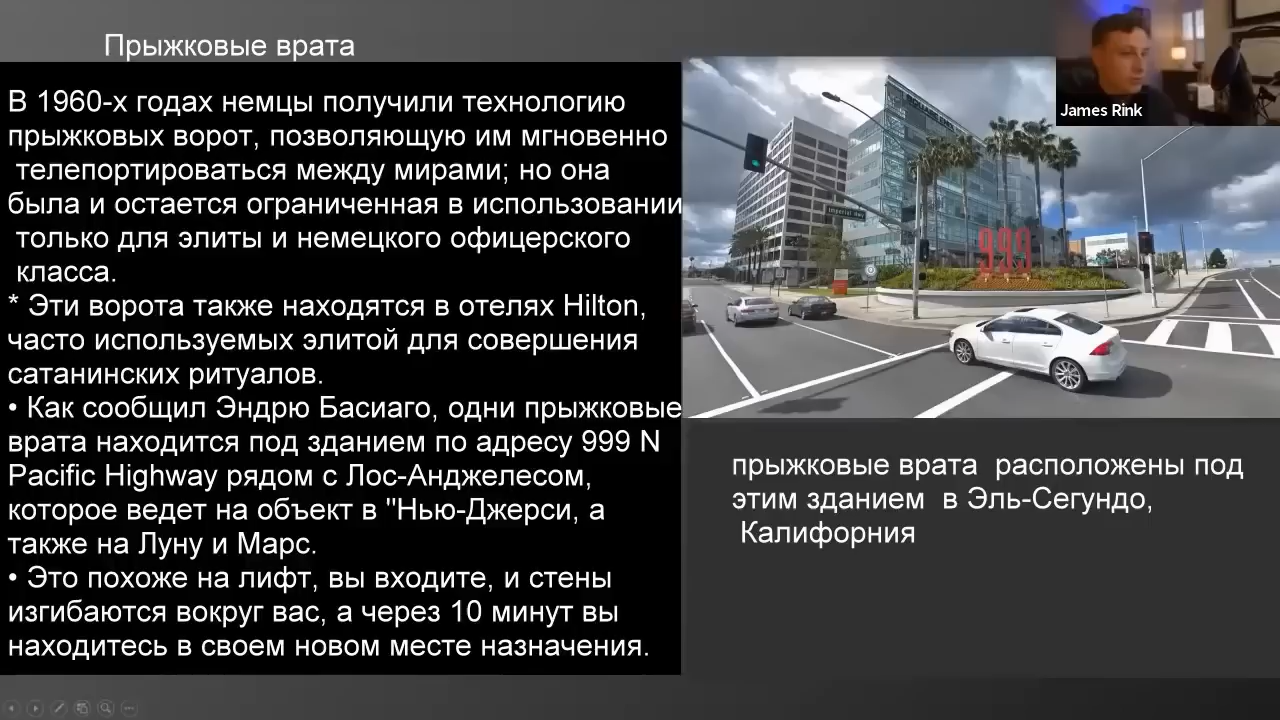 Прыжковые врата
В 1960-х годах немцы получили технологию
прыжковых ворот, позволяющую им мгновенно
телепортироваться между мирами; но она
была и остается ограниченная в использовании
только для элиты и немецкого офицерского
класса.
* Эти ворота также находятся в отелях Hilton,
часто используемых элитой для совершения
сатанинских ритуалов.
• Как сообщил Эндрю Басиаго, одни прыжковые
врата находится под зданием по адресу 999 N
Pacific Highway рядом с Лос-Анджелесом,
которое ведет на объект в "Нью-Джерси, а
также на Луну и Марс.
• Это похоже на лифт, вы входите, и стены
изгибаются вокруг вас, а через 10 минут вы
находитесь в своем новом месте назначения.
James Rink
999
прыжковые врата расположены под
этим зданием в Эль-Сегундо,
Калифорния